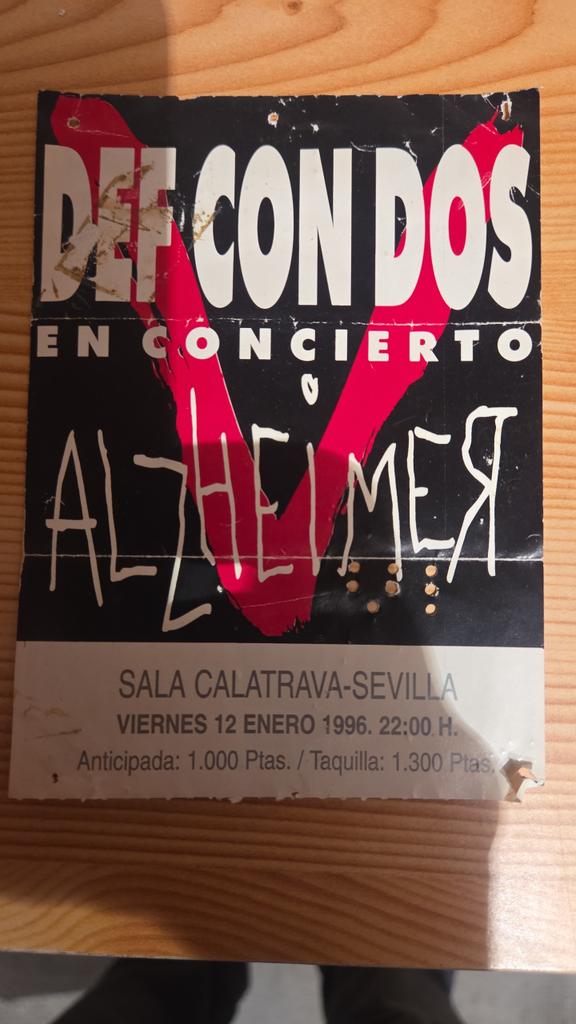 DEF CON DOS
EN CONCIERTO
ALZHEIMER
SALA CALATRAVA-SEVILLA
VIERNES 12 ENERO 1996. 22:00 H.
Anticipada: 1.000 Ptas. / Taquilla: 1.300 Ptas.